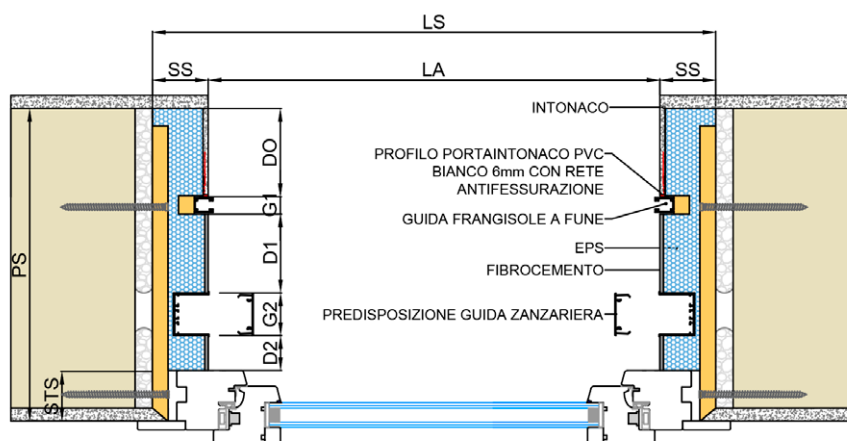 LS
SS
LA
SS
INTONACO
DO
PROFILO PORTAINTONACO PVC
BIANCO 6mm CON RETE
ANTIFESSURAZIONE
G1
GUIDA FRANGISOLE A FUNE
PS
D1
EPS
FIBROCEMENTO
G2
PREDISPOSIZIONE GUIDA ZANZARIERA
D2
STS